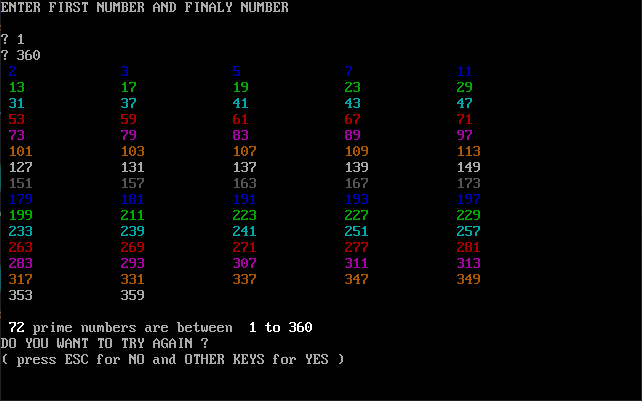 ENTER FIRST NUMBER AND FINALY NUMBER
? 1
? 360
2 3 5 7 11
13 17 19 23 29
31 37 41 43 47
53 59 61 67 71
73 79 83 89 97
101 103 107 109 113
127 131 137 139 149
151 157 163 167 173
179 181 191 193 197
199 211 223 227 229
233 239 241 251 257
263 269 271 277 281
283 293 307 311 313
317 331 337 347 349
353 359
72 prime numbers are between 1 to 360
DO YOU WANT TO TRY AGAIN ?
( press ESC for NO and OTHER KEYS for YES )